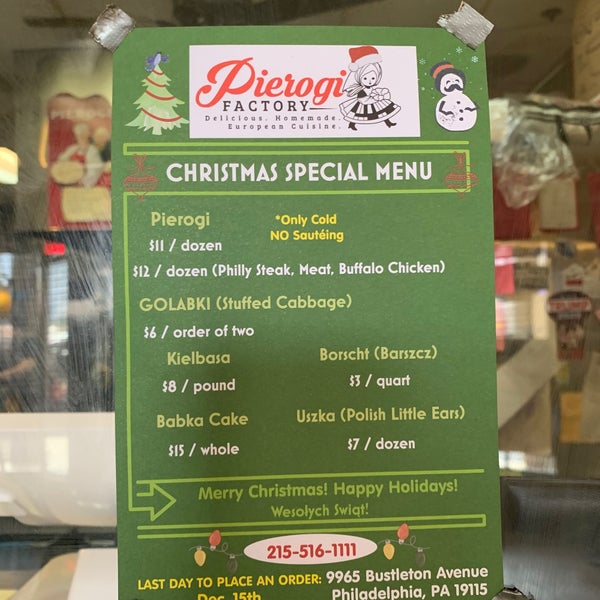 Pierogi
FACTORY
Delicious. Homemade.
European Cuisine.
CHRISTMAS SPECIAL MENU
Pierogi
*Only Cold
NO Sautéing
$11 / dozen
$12 / dozen (Philly Steak, Meat, Buffalo Chicken)
GOLABKI (Stuffed Cabbage)
$6 / order of two
Kielbasa
Borscht (Barszcz)
$8 / pound
$3 / quart
Babka Cake
Uszka (Polish Little Ears)
$15 / whole
$7 / dozen
Merry Christmas! Happy Holidays!
Wesołych Swiąt!
215-516-1111
LAST DAY TO PLACE AN ORDER:
Dec. 15th
9965 Bustleton Avenue
Philadelphia, PA 19115